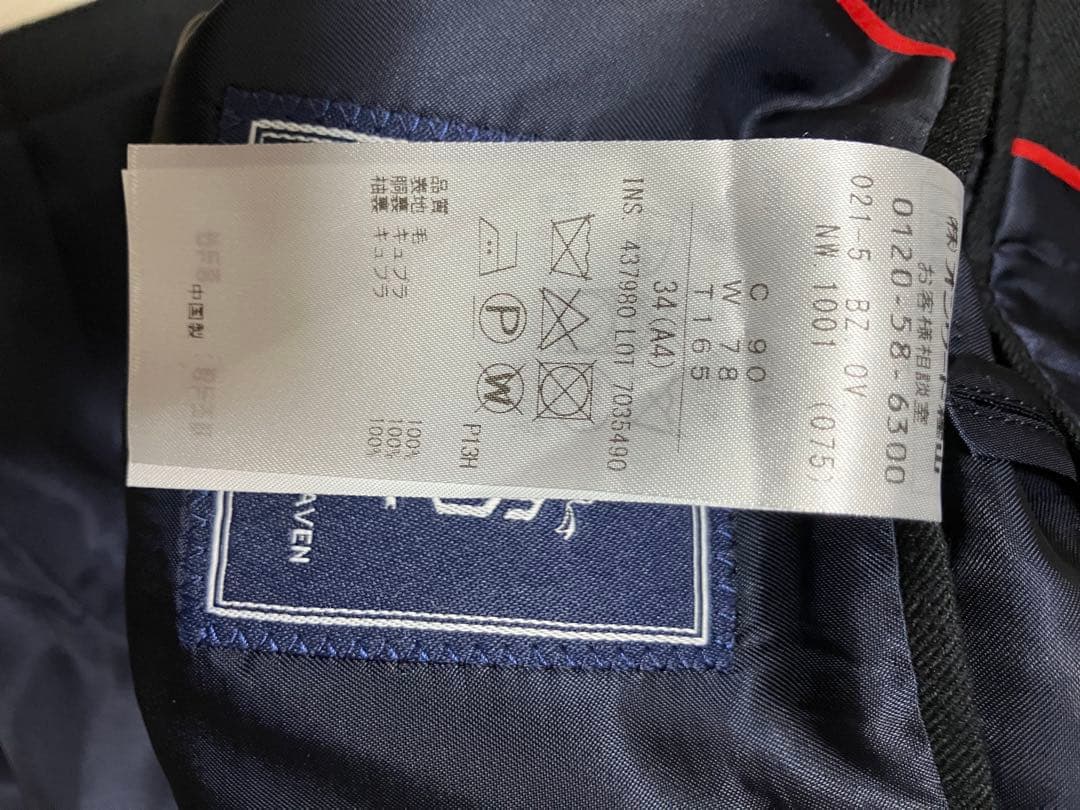 お客様相談室
0120 58-6300
021-5 BZ. OV
NW 1001 (075)
C 90
W 78
T 165
34(A4)
INS 437980 LOT 7035490
P
W
P13H
品質
表地 毛 100%
胴裏 キュプラ 100%
袖裏 キュプラ 100%
中国製
AVEN